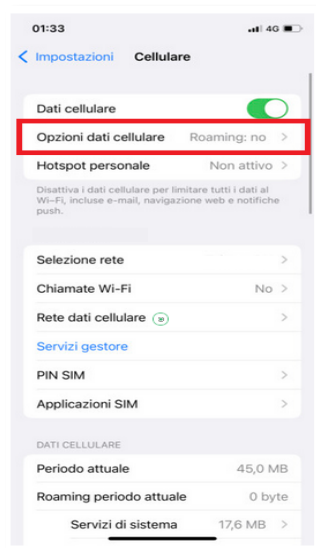 01:33
4G
Impostazioni Cellulare
Dati cellulare
Opzioni dati cellulare Roaming: no
Hotspot personale Non attivo
Disattiva i dati cellulare per limitare tutti i dati al
Wi-Fi, incluse e-mail, navigazione web e notifiche
push.
Selezione rete
Chiamate Wi-Fi No
Rete dati cellulare
Servizi gestore
PIN SIM
Applicazioni SIM
DATI CELLULARE
Periodo attuale 45,0 MB
Roaming periodo attuale 0 byte
Servizi di sistema 17,6 MB